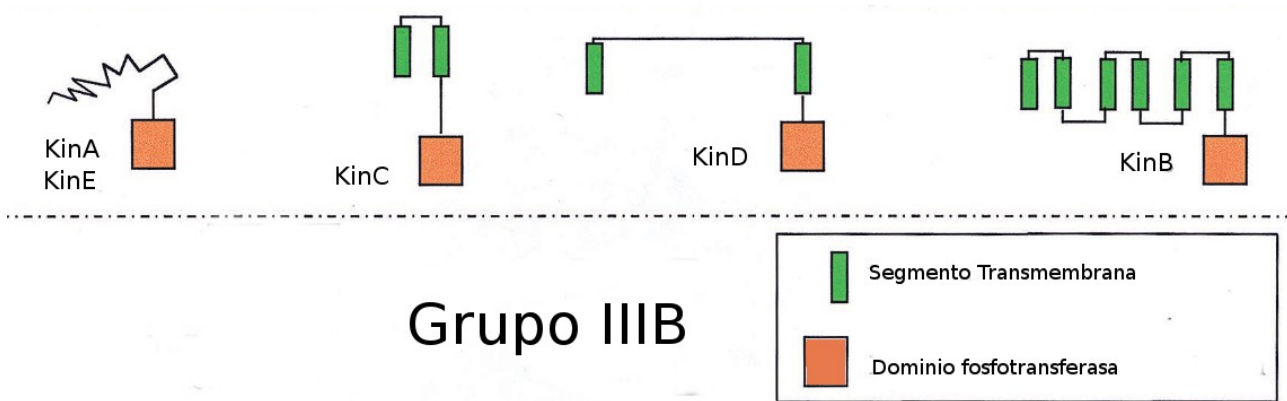 KinA
KinE
KinC
KinD
KinB
Grupo IIIB
Segmento Transmembrana
Dominio fosfotransferasa